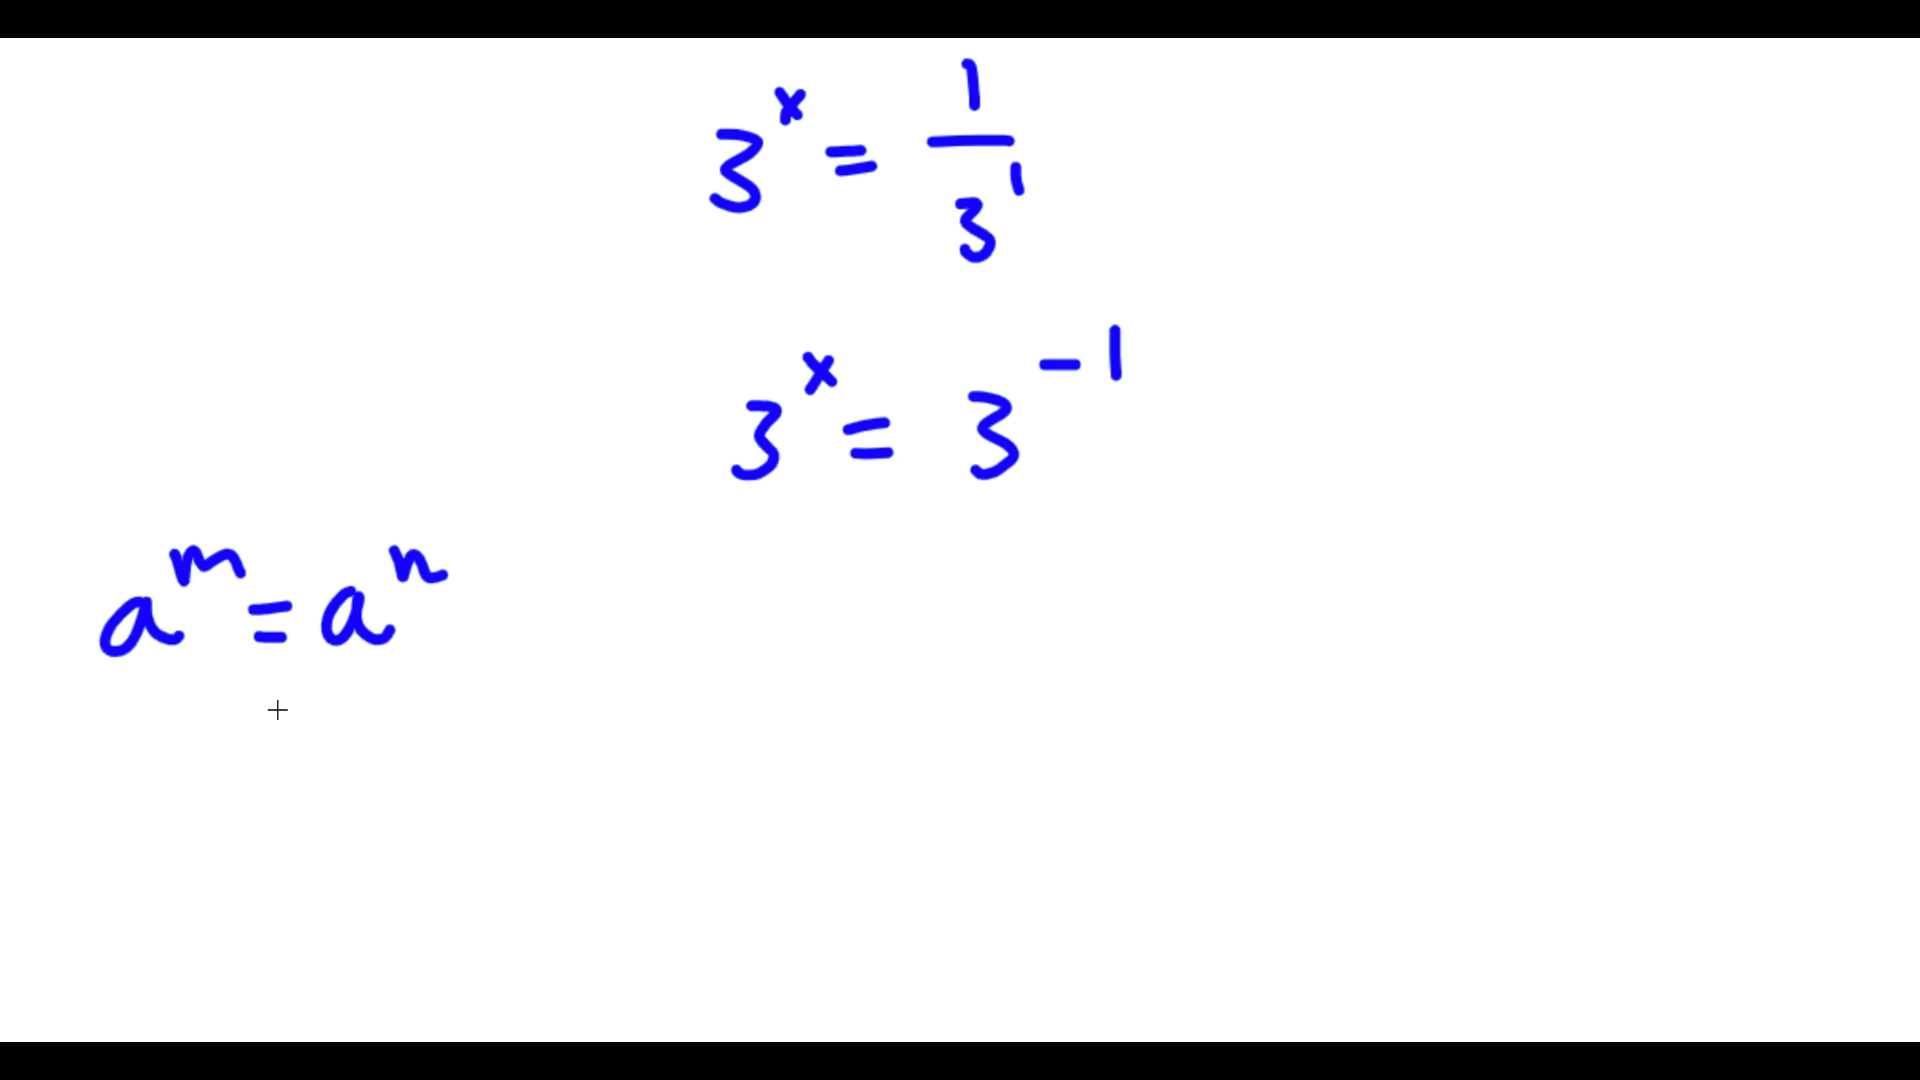 3^x = 1/3^1
3^x = 3^-1
a^m = a^n